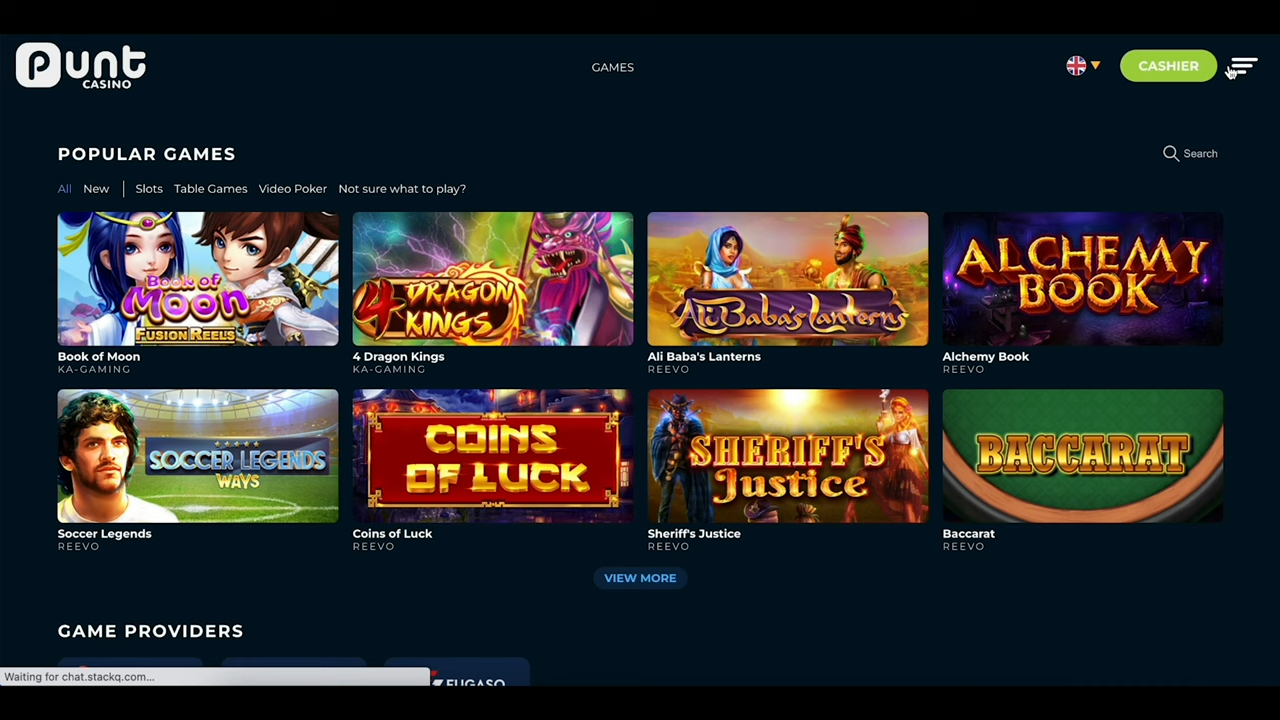 punt
CASINO
GAMES
CASHIER
POPULAR GAMES
Search
All New Slots Table Games Video Poker Not sure what to play?
Book of
Moon
FUSION REELS
4 DRAGON
KINGS
Ali Baba's Lanterns
ALCHEMY
BOOK
Book of Moon
KA-GAMING
4 Dragon Kings
KA-GAMING
Ali Baba's Lanterns
REEVO
Alchemy Book
REEVO
SOCCER LEGENDS
WAYS
COINS
OF LUCK
SHERIFF'S
Justice
BACCARAT
Soccer Legends
REEVO
Coins of Luck
REEVO
Sheriff's Justice
REEVO
Baccarat
REEVO
VIEW MORE
GAME PROVIDERS
FUGASO
Waiting for chat.stackq.com...